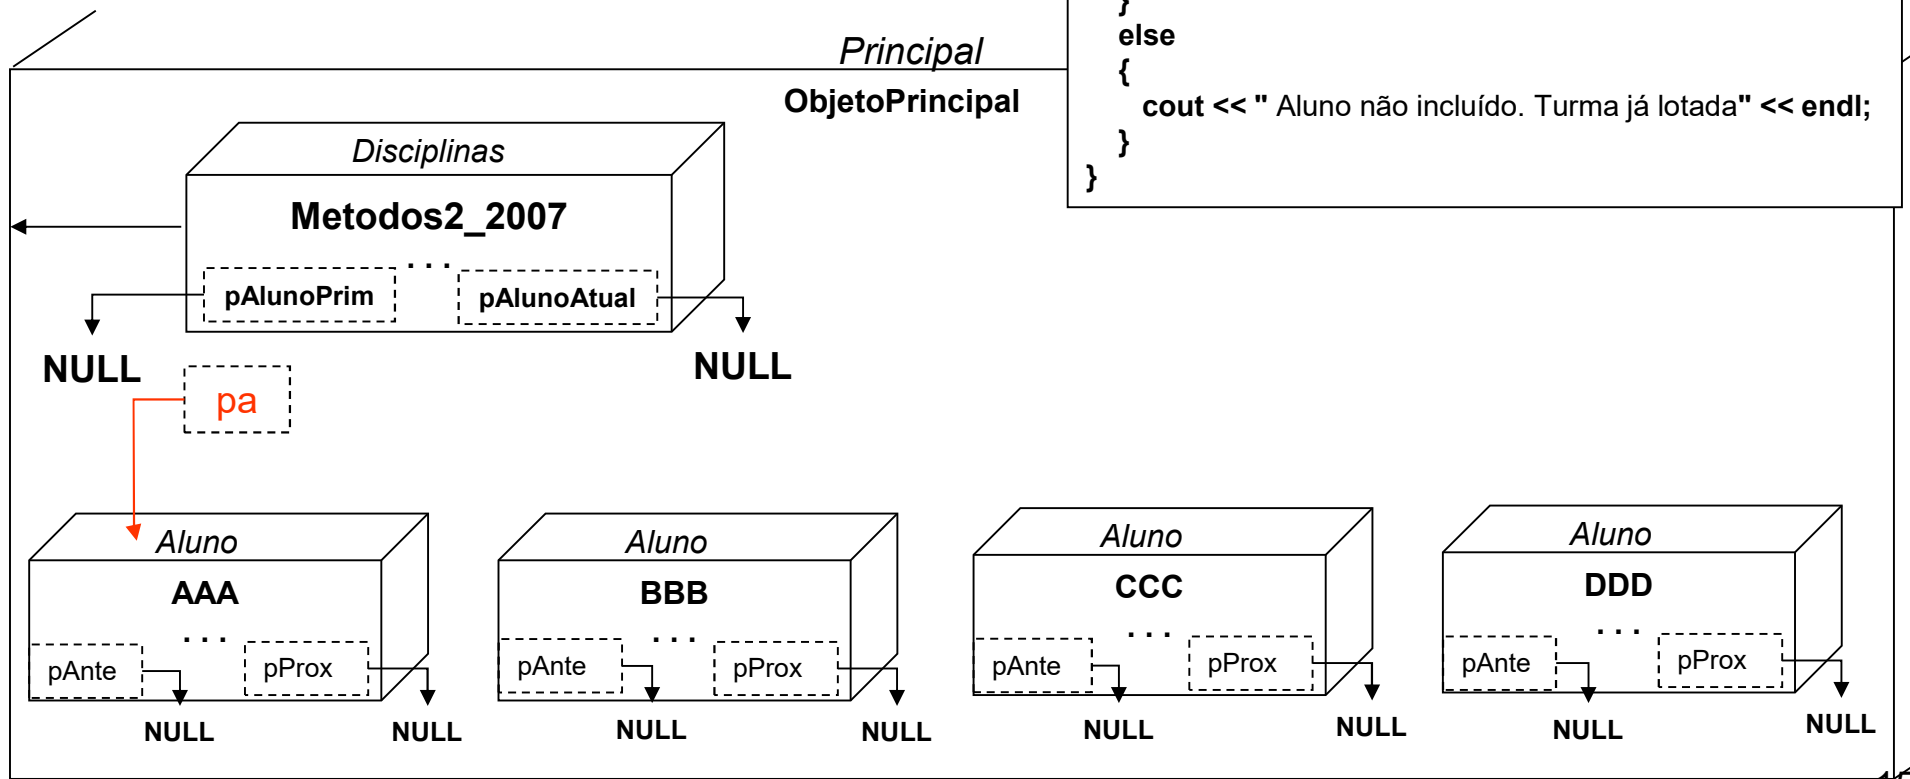 }
else
{
cout << " Aluno não incluído. Turma já lotada" << endl;
}
}
Principal
ObjetoPrincipal
Disciplinas
Metodos2_2007
. . .
pAlunoPrim
pAlunoAtual
NULL
NULL
pa
Aluno
AAA
. . .
pAnte
pProx
NULL
NULL
Aluno
BBB
. . .
pAnte
pProx
NULL
NULL
Aluno
CCC
. . .
pAnte
pProx
NULL
NULL
Aluno
DDD
. . .
pAnte
pProx
NULL
NULL